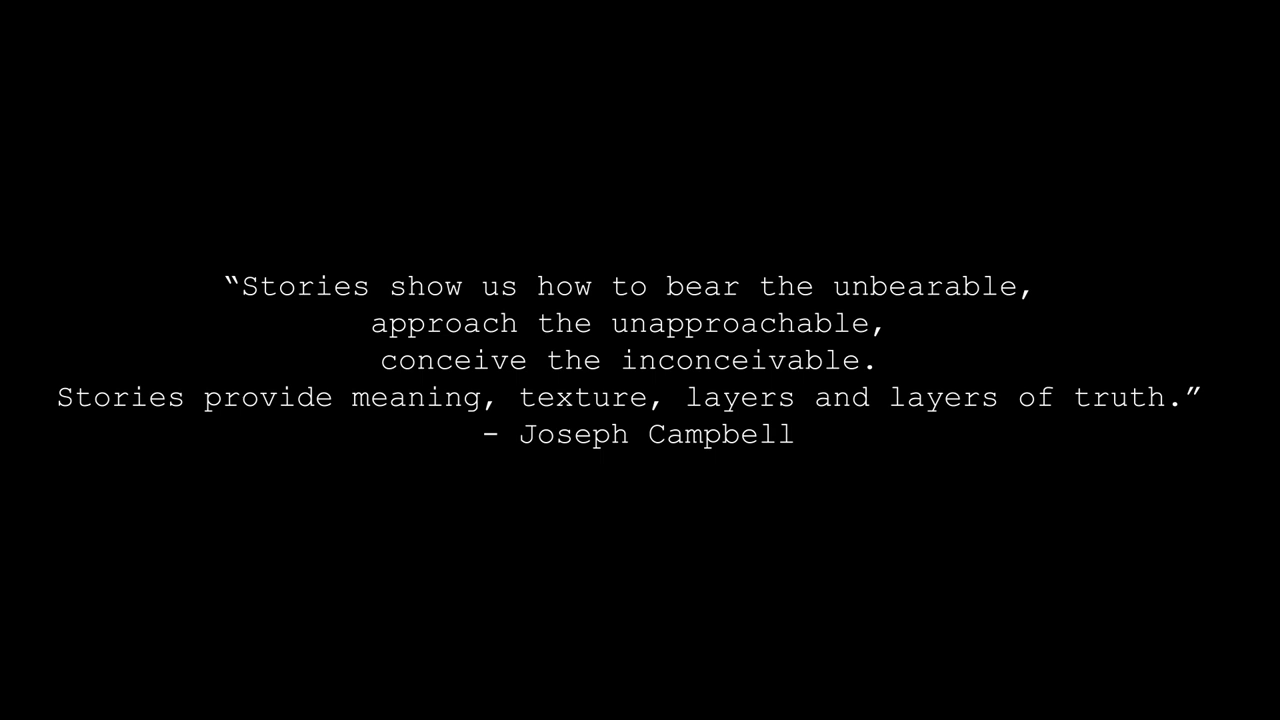 “Stories show us how to bear the unbearable,
approach the unapproachable,
conceive the inconceivable.
Stories provide meaning, texture, layers and layers of truth.”
- Joseph Campbell